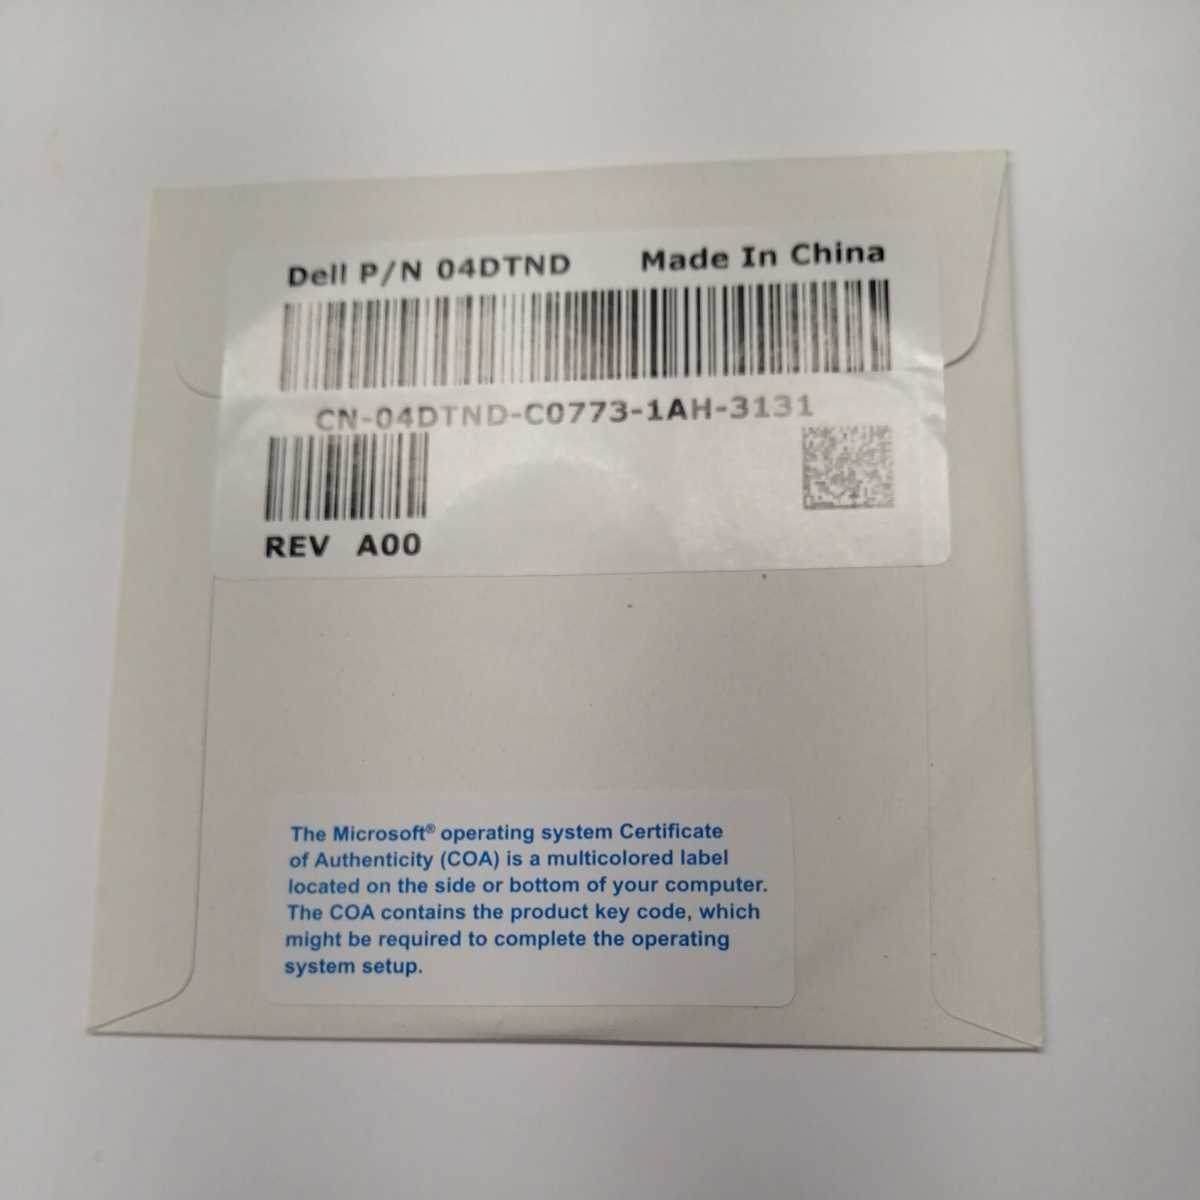 Dell P/N 04DTND Made In China
CN-04DTND-C0773-1AH-3131
REV A00
The Microsoft® operating system Certificate
of Authenticity (COA) is a multicolored label
located on the side or bottom of your computer.
The COA contains the product key code, which
might be required to complete the operating
system setup.